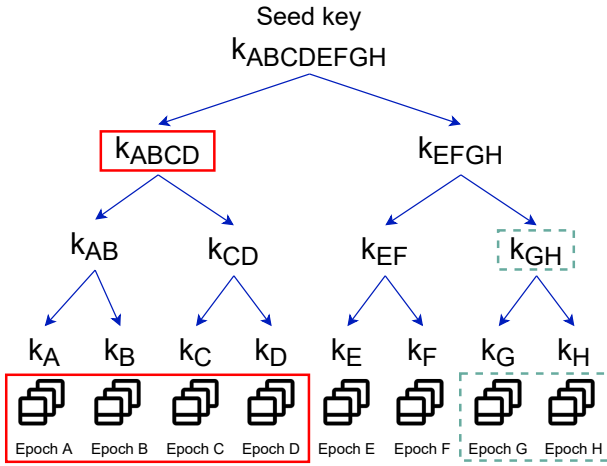 Seed key
kABCDEFGH
kABCD kEFGH
kAB kCD kEF kGH
kA kB kC kD kE kF kG kH
Epoch A Epoch B Epoch C Epoch D Epoch E Epoch F Epoch G Epoch H